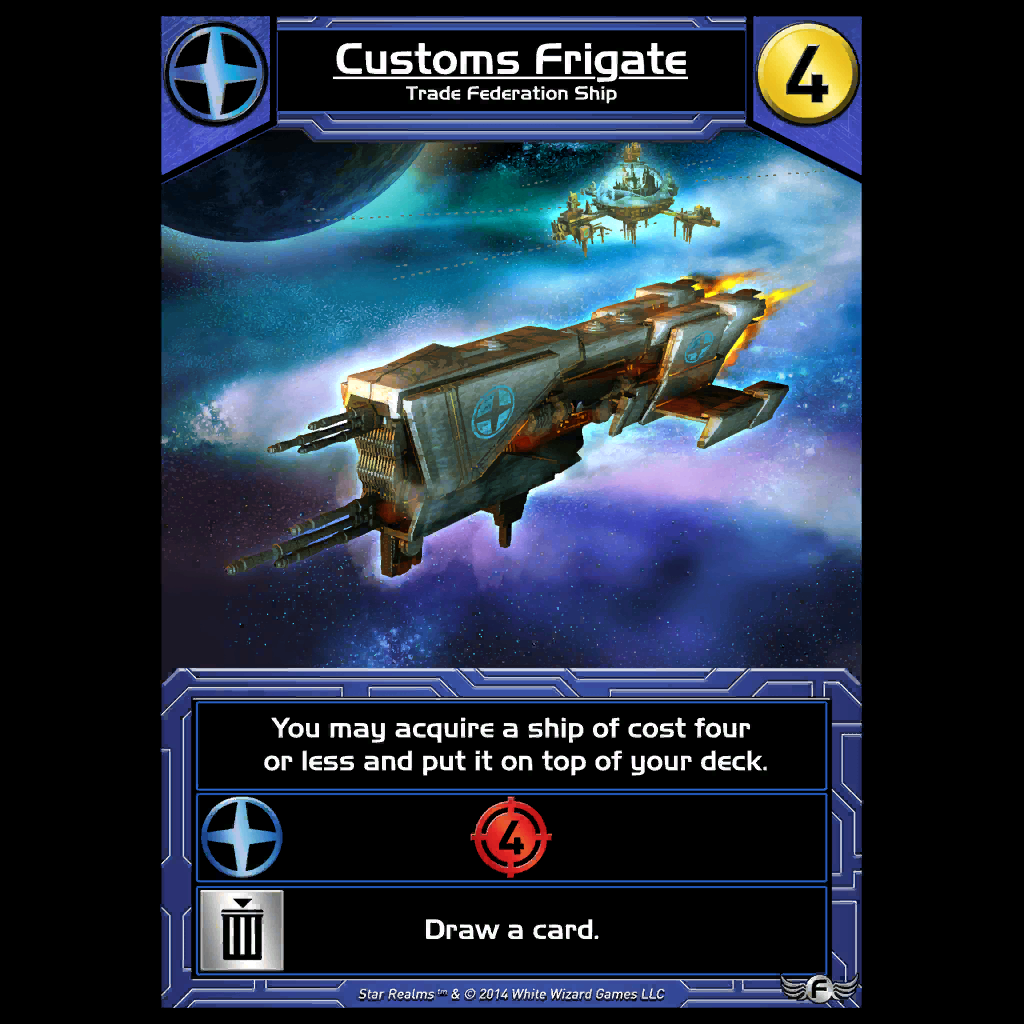 Customs Frigate
Trade Federation Ship
4
You may acquire a ship of cost four
or less and put it on top of your deck.
4
Draw a card.
Star Realms™ & © 2014 White Wizard Games LLC
F